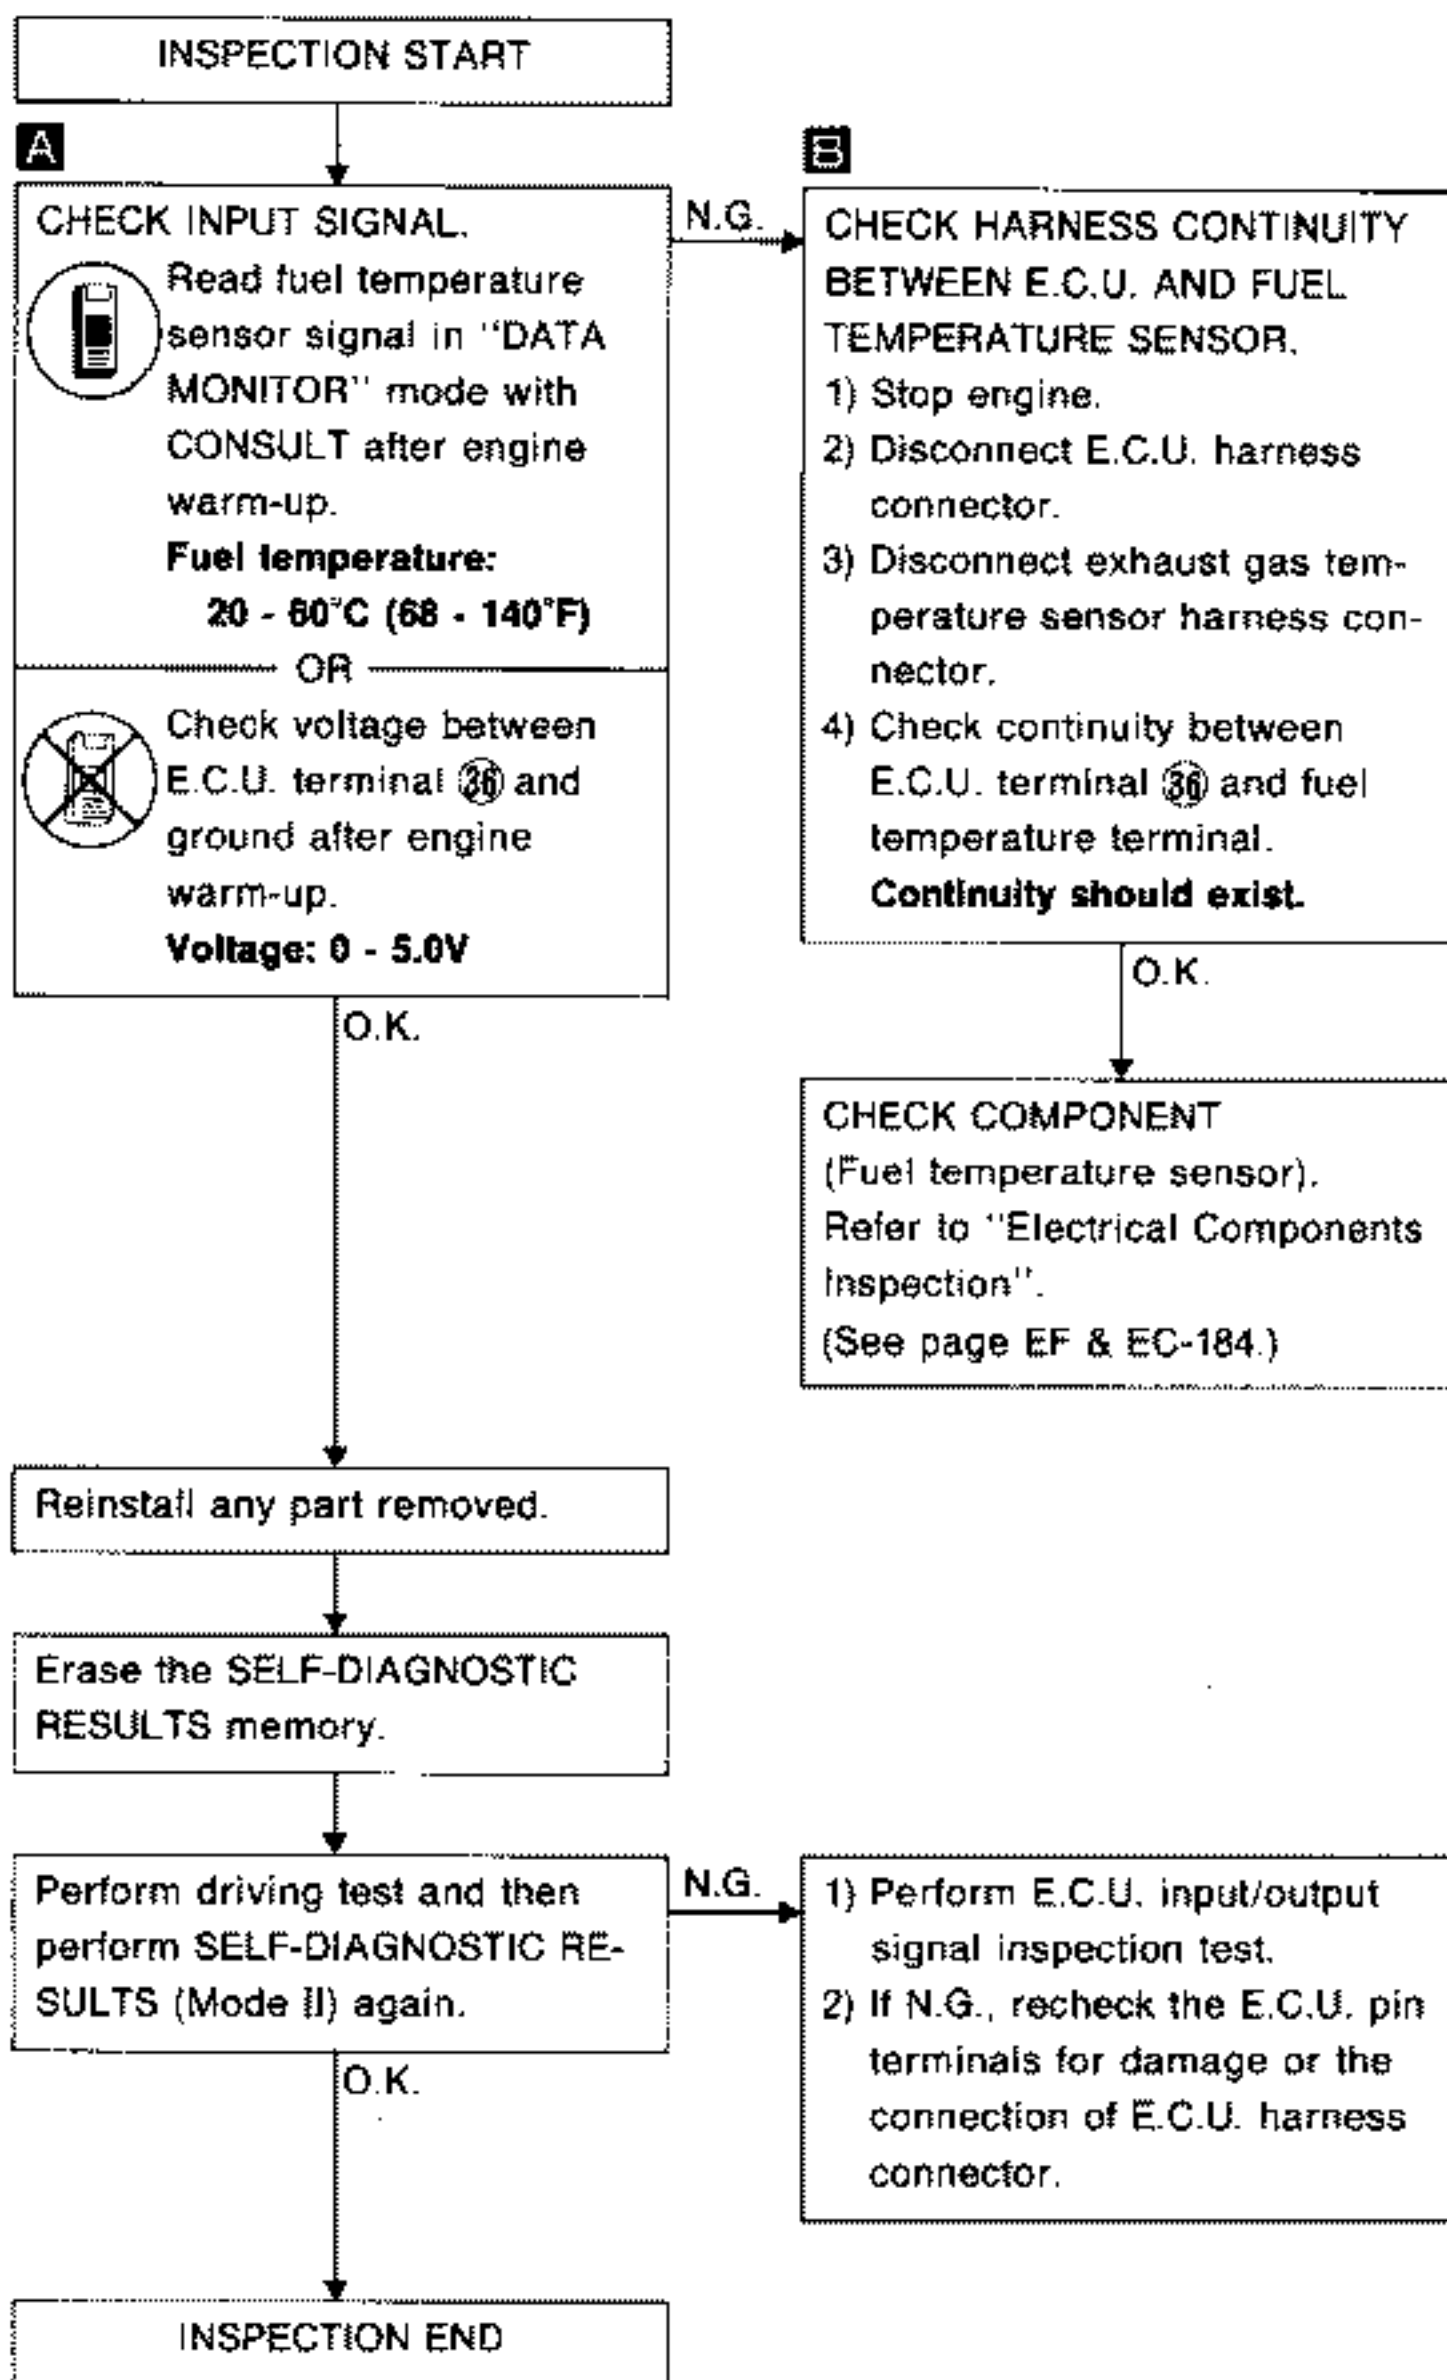 INSPECTION START
A
CHECK INPUT SIGNAL.
Read fuel temperature
sensor signal in "DATA
MONITOR" mode with
CONSULT after engine
warm-up.
Fuel temperature:
20 - 60°C (68 - 140°F)
OR
Check voltage between
E.C.U. terminal 36 and
ground after engine
warm-up.
Voltage: 0 - 5.0V
N.G.
B
CHECK HARNESS CONTINUITY
BETWEEN E.C.U. AND FUEL
TEMPERATURE SENSOR.
1) Stop engine.
2) Disconnect E.C.U. harness
connector.
3) Disconnect exhaust gas tem-
perature sensor harness con-
nector.
4) Check continuity between
E.C.U. terminal 36 and fuel
temperature terminal.
Continuity should exist.
O.K.
CHECK COMPONENT
(Fuel temperature sensor).
Refer to "Electrical Components
Inspection".
(See page EF & EC-184.)
O.K.
Reinstall any part removed.
Erase the SELF-DIAGNOSTIC
RESULTS memory.
Perform driving test and then
perform SELF-DIAGNOSTIC RE-
SULTS (Mode II) again.
N.G.
1) Perform E.C.U. input/output
signal inspection test.
2) If N.G., recheck the E.C.U. pin
terminals for damage or the
connection of E.C.U. harness
connector.
O.K.
INSPECTION END